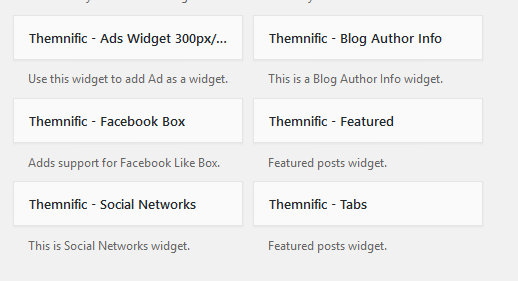 Themnific - Ads Widget 300px/...
Themnific - Blog Author Info
Use this widget to add Ad as a widget.
This is a Blog Author Info widget.
Themnific - Facebook Box
Themnific - Featured
Adds support for Facebook Like Box.
Featured posts widget.
Themnific - Social Networks
Themnific - Tabs
This is Social Networks widget.
Featured posts widget.